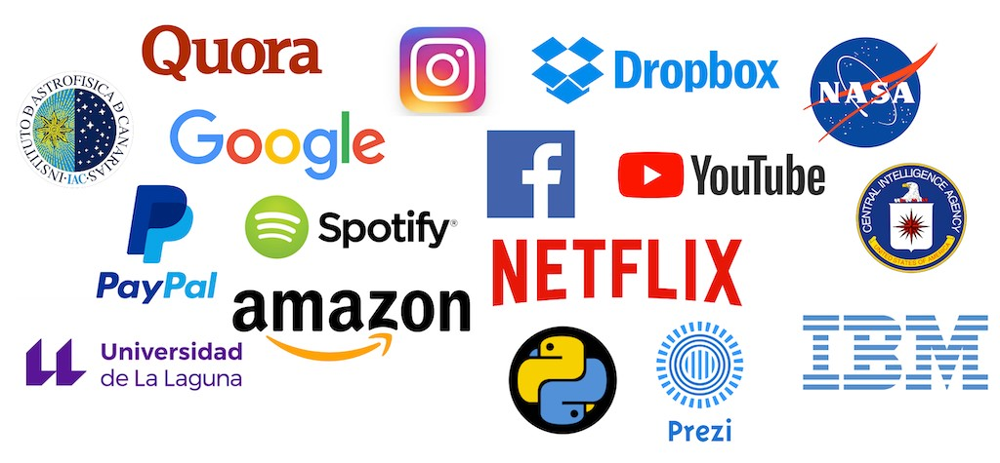 Quora
Dropbox
NASA
INSTITUTO D ASTROFISICA D CANARIAS
·IAC·
Google
YouTube
CENTRAL INTELLIGENCE AGENCY
UNITED STATES OF AMERICA
Spotify®
PayPal
NETFLIX
amazon
IBM
Universidad
de La Laguna
Prezi